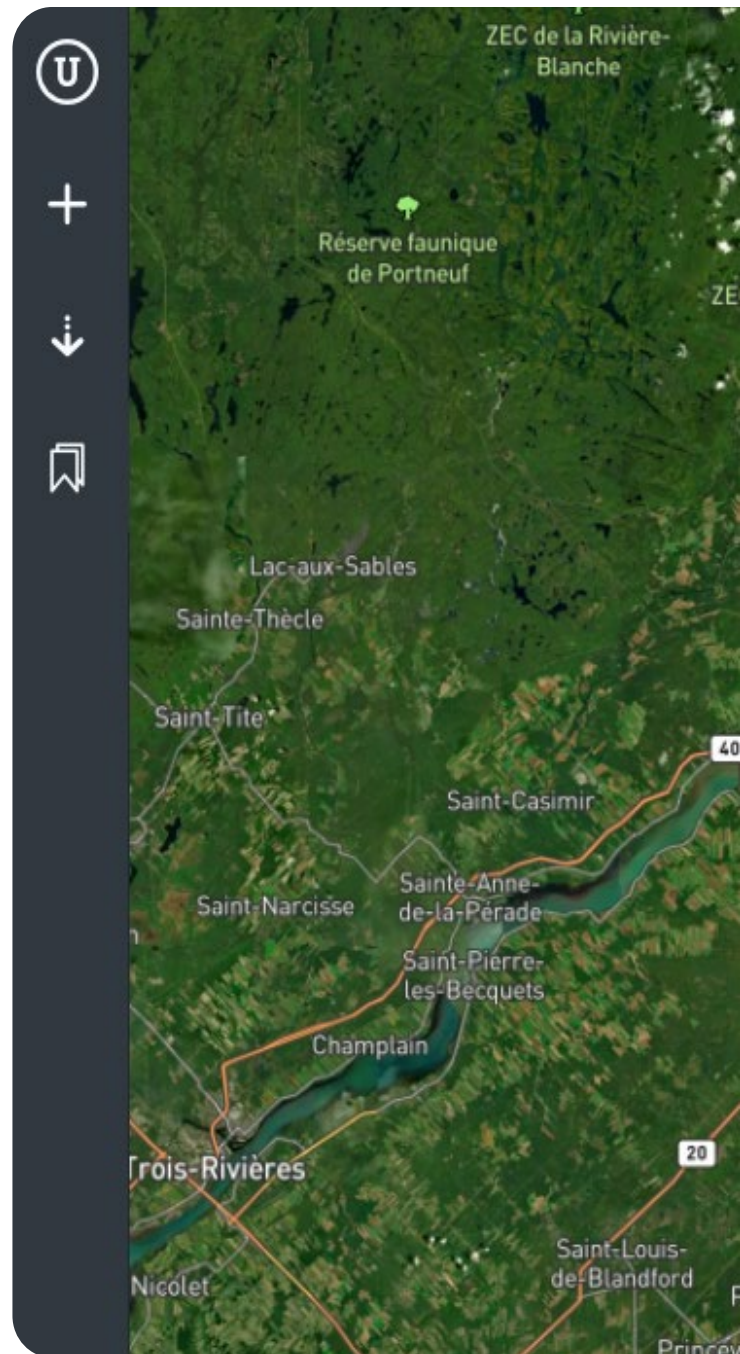 U
ZEC de la Rivière-
Blanche
Réserve faunique
de Portneuf
ZE
Lac-aux-Sables
Sainte-Thècle
Saint-Tite
40
Saint-Casimir
Sainte-Anne-
de-la-Pérade
Saint-Narcisse
n
Saint-Pierre-
les-Becquets
Champlain
20
Trois-Rivières
Saint-Louis-
de-Blandford
Nicolet
P
Princev